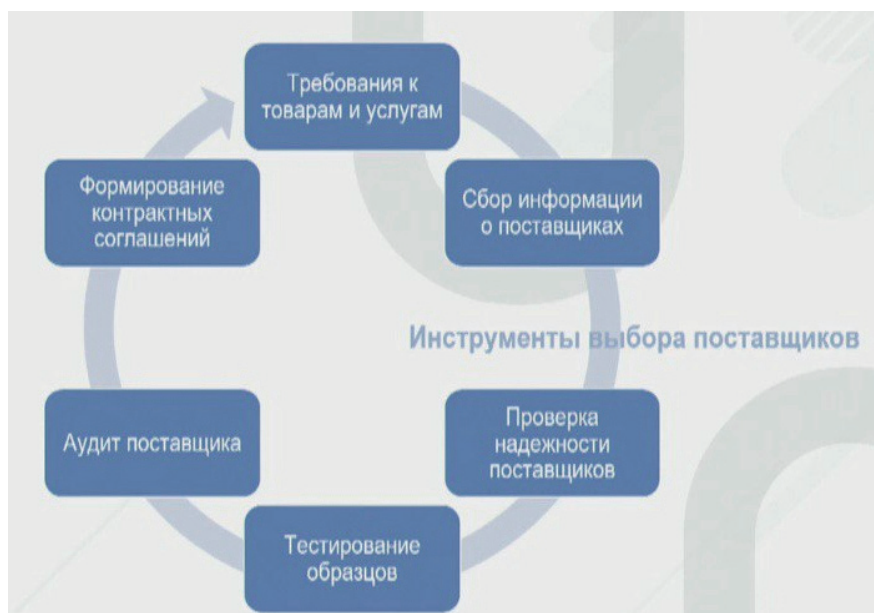 Требования к
товарам и услугам
Сбор информации
о поставщиках
Инструменты выбора поставщиков
Проверка
надежности
поставщиков
Тестирование
образцов
Аудит поставщика
Формирование
контрактных
соглашений